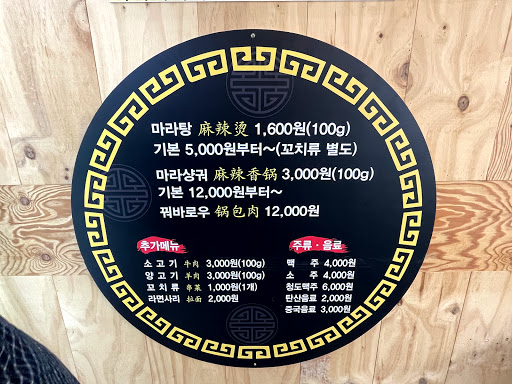 마라탕 麻辣烫 1,600원(100g)
기본 5,000원부터~(꼬치류 별도)
마라샹궈 麻辣香锅 3,000원(100g)
기본 12,000원부터~
꿔바로우 锅包肉 12,000원
추가메뉴
소고기 牛肉 3,000원(100g)
양고기 羊肉 3,000원(100g)
꼬치류 串菜 1,000원(1개)
라면사리 拉面 2,000원
주류·음료
맥 주 4,000원
소 주 4,000원
칭도맥주 6,000원
탄산음료 2,000원
중국음료 3,000원